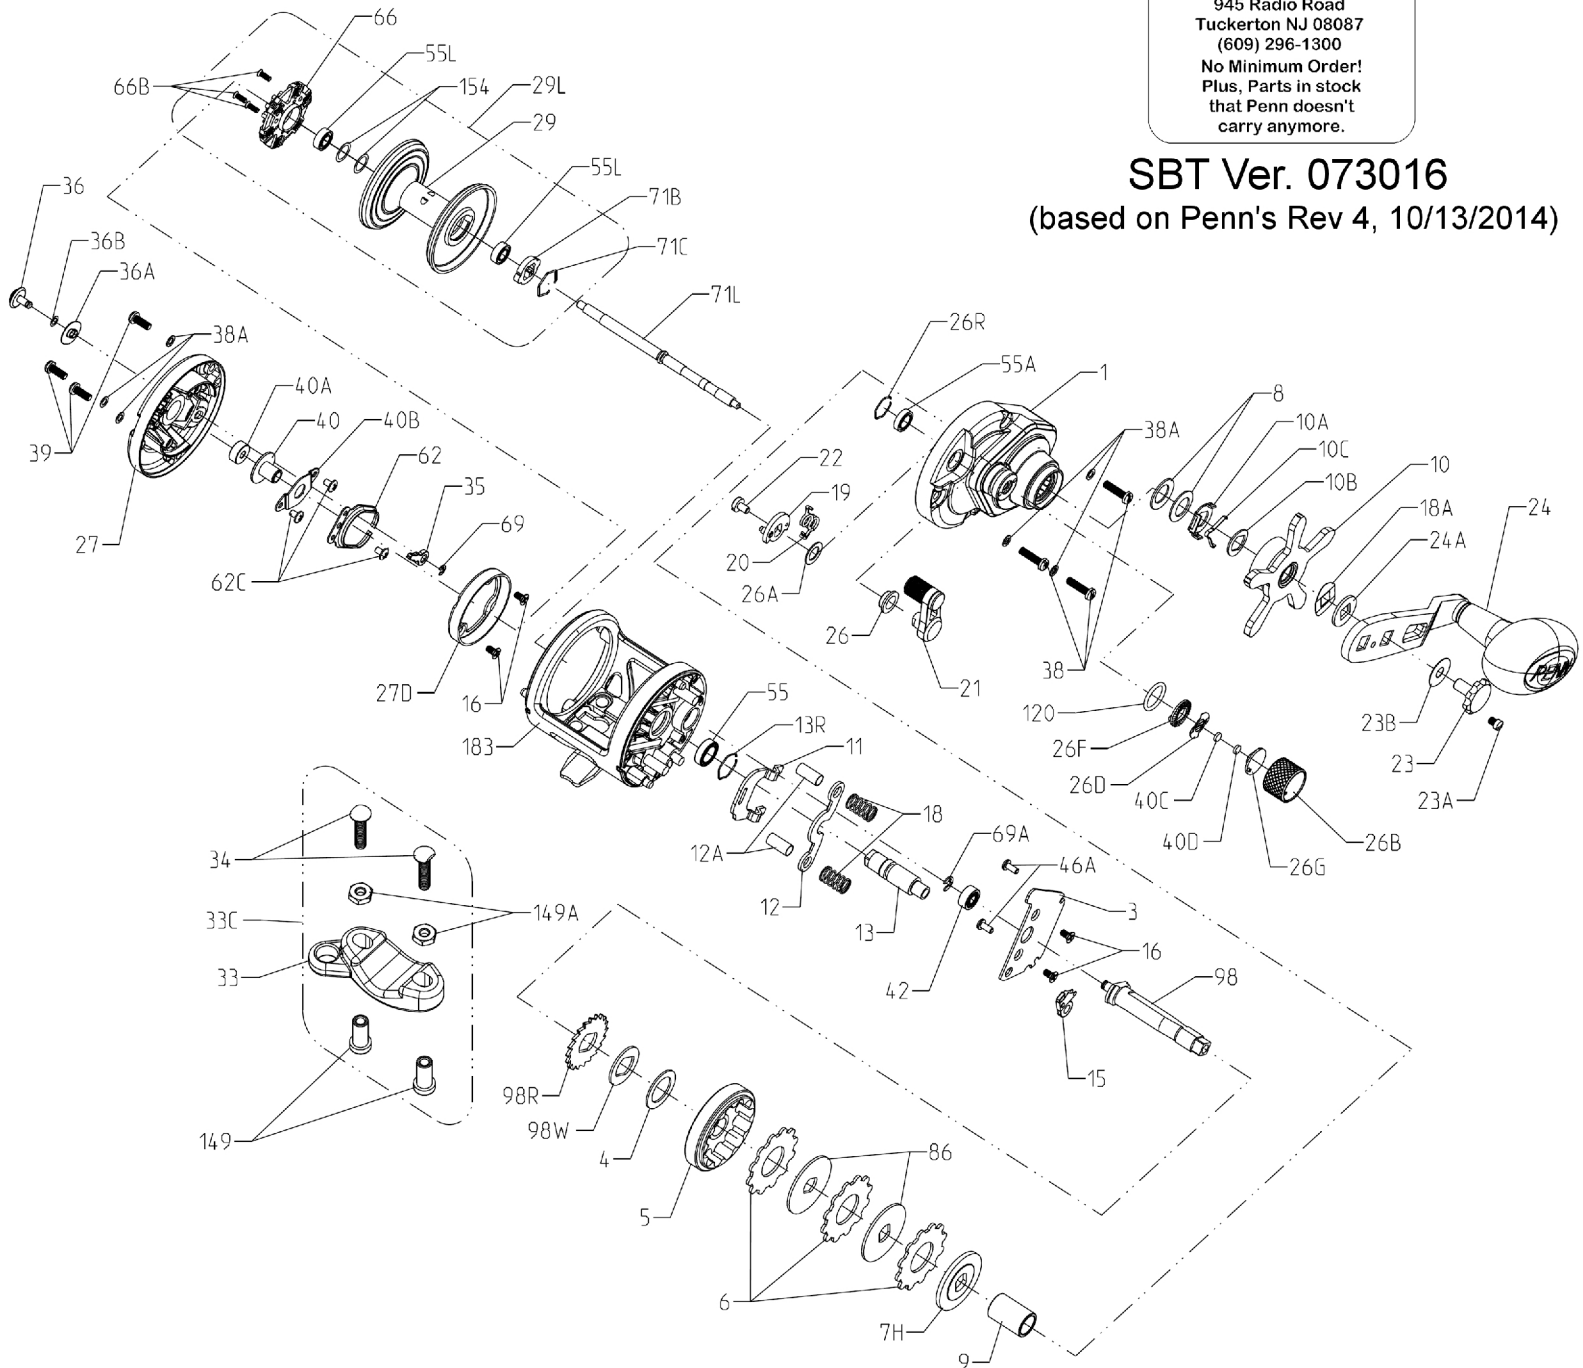 945 Radio Road
Tuckerton NJ 08087
(609) 296-1300
No Minimum Order!
Plus, Parts in stock
that Penn doesn't
carry anymore.
SBT Ver. 073016
(based on Penn's Rev 4, 10/13/2014)
66
55L
66B
154
29L
29
55L
71B
71C
71L
36
36B
36A
38A
39
40A
40
40B
62
35
69
27
62C
27D
16
183
26R
55A
1
8
10A
10C
10B
10
18A
24A
24
38A
22
19
20
26A
26
21
38
120
26F
26D
40C
40D
26G
26B
23B
23
23A
PENN
55
13R
11
12A
12
18
13
69A
42
46A
3
16
98
15
34
33C
149A
33
149
98R
98W
4
5
86
6
7H
9